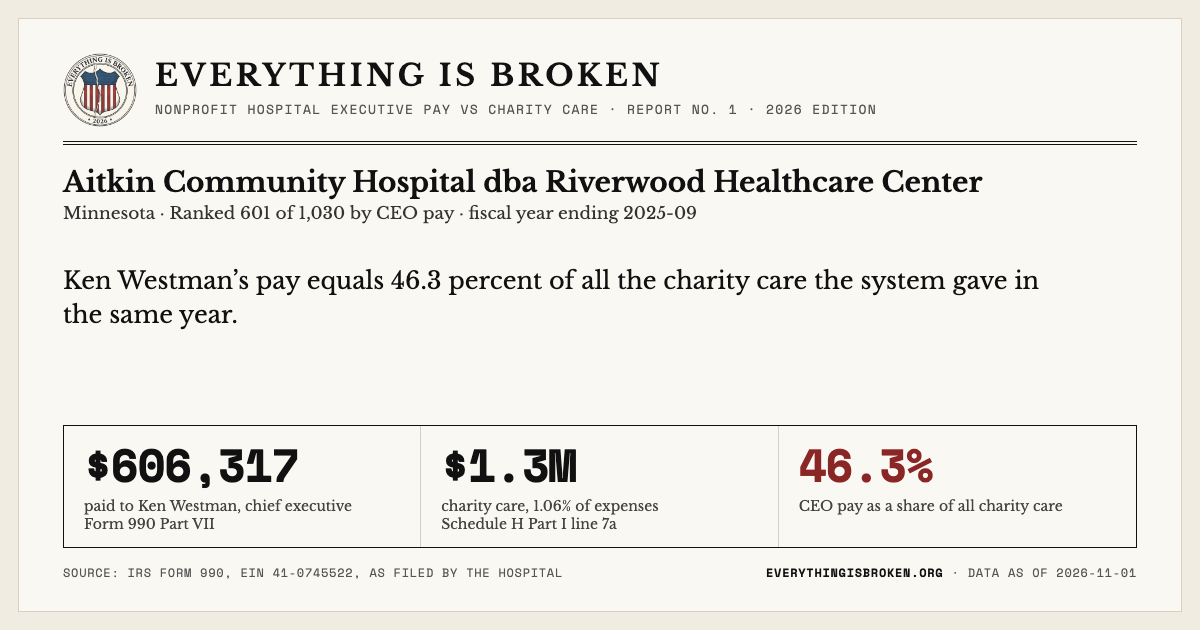 EVERYTHING IS BROKEN
2026
EVERYTHING IS BROKEN
NONPROFIT HOSPITAL EXECUTIVE PAY VS CHARITY CARE · REPORT NO. 1 · 2026 EDITION
Aitkin Community Hospital dba Riverwood Healthcare Center
Minnesota · Ranked 601 of 1,030 by CEO pay · fiscal year ending 2025-09
Ken Westman’s pay equals 46.3 percent of all the charity care the system gave in
the same year.
$606,317
paid to Ken Westman, chief executive
Form 990 Part VII
$1.3M
charity care, 1.06% of expenses
Schedule H Part I line 7a
46.3%
CEO pay as a share of all charity care
SOURCE: IRS FORM 990, EIN 41-0745522, AS FILED BY THE HOSPITAL
EVERYTHINGISBROKEN.ORG · DATA AS OF 2026-11-01